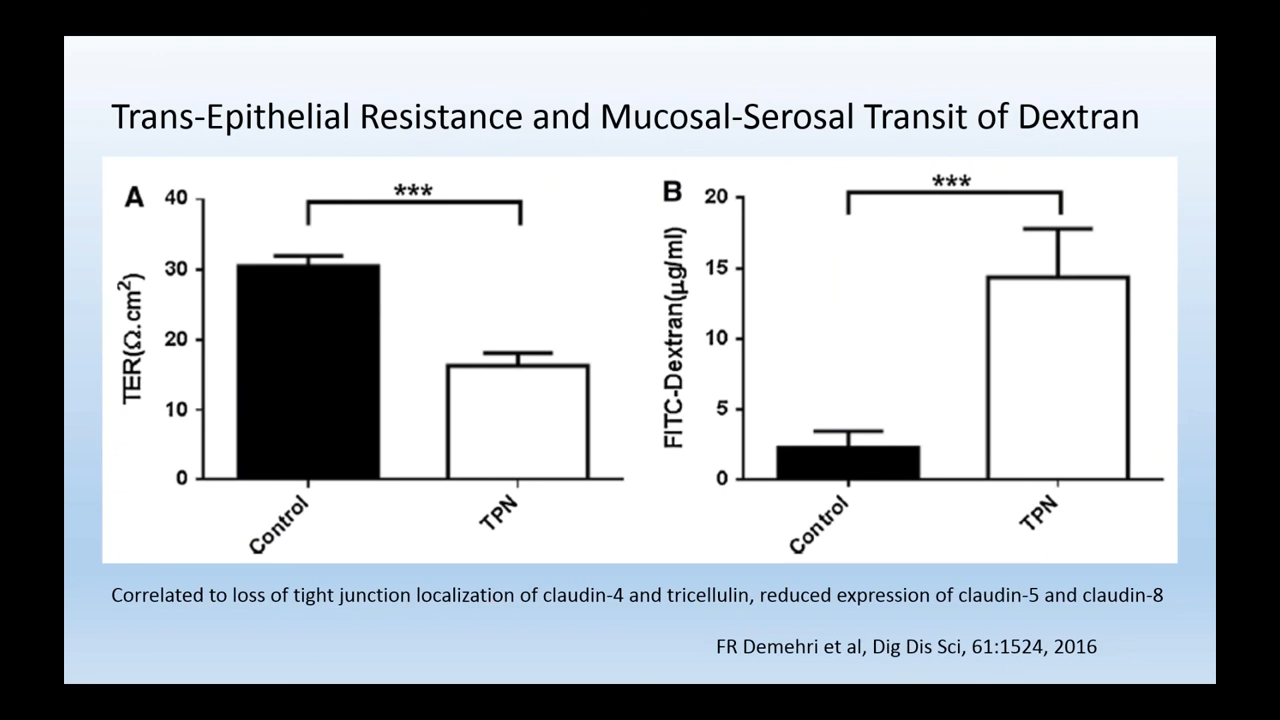 Trans-Epithelial Resistance and Mucosal-Serosal Transit of Dextran
A
***
40
30
20
10
0
TER(Ω.cm²)
Control
TPN
B
***
20
15
10
5
0
FITC-Dextran(µg/ml)
Control
TPN
Correlated to loss of tight junction localization of claudin-4 and tricellulin, reduced expression of claudin-5 and claudin-8
FR Demehri et al, Dig Dis Sci, 61:1524, 2016